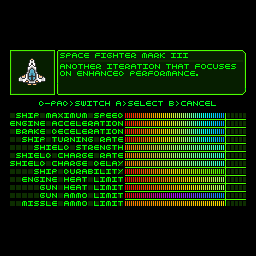 SPACE FIGHTER MARK III
ANOTHER ITERATION THAT FOCUSES
ON ENHANCED PERFORMANCE.
D-PAD>SWITCH A>SELECT B>CANCEL
SHIP MAXIMUM SPEED
ENGINE ACCELERATION
BRAKE DECELERATION
SHIP TURNING RATE
SHIELD STRENGTH
SHIELD CHARGE RATE
SHIELD CHARGE DELAY
SHIP DURABILITY
ENGINE HEAT LIMIT
GUN HEAT LIMIT
GUN AMMO LIMIT
MISSLE AMMO LIMIT